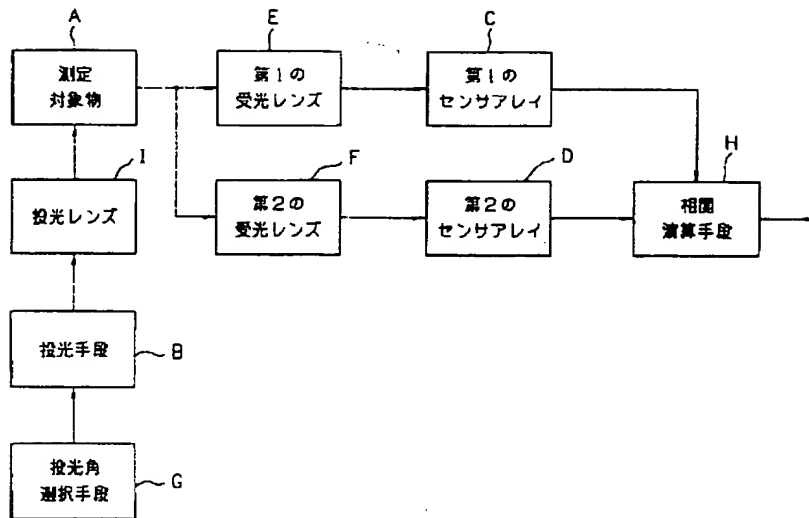 A
測定
対象物
E
第1の
受光レンズ
C
第1の
センサアレイ
I
投光レンズ
F
第2の
受光レンズ
D
第2の
センサアレイ
H
相関
演算手段
投光手段
B
投光角
選択手段
G